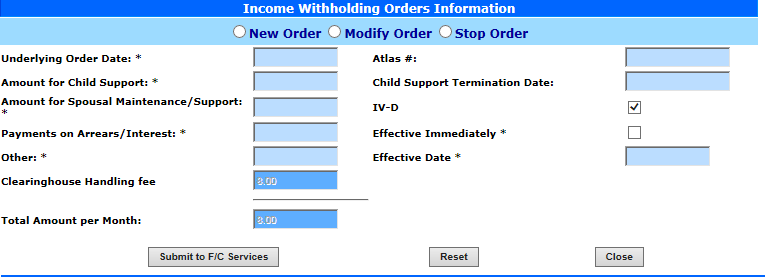 Income Withholding Orders Information
New Order Modify Order Stop Order
Underlying Order Date: * Atlas #:
Amount for Child Support: * Child Support Termination Date:
Amount for Spousal Maintenance/Support: * IV-D
Payments on Arrears/Interest: * Effective Immediately *
Other: * Effective Date *
Clearinghouse Handling fee 8.00
Total Amount per Month: 8.00
Submit to F/C Services Reset Close